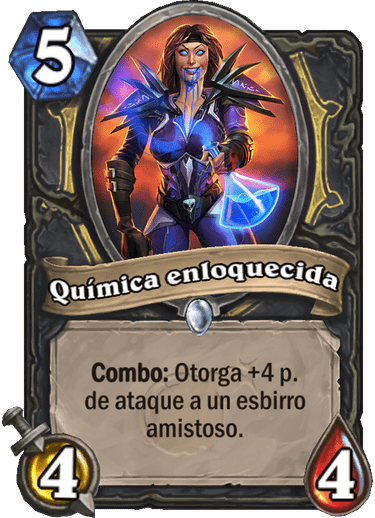 5
Química enloquecida
Combo: Otorga +4 p.
de ataque a un esbirro
amistoso.
4
4